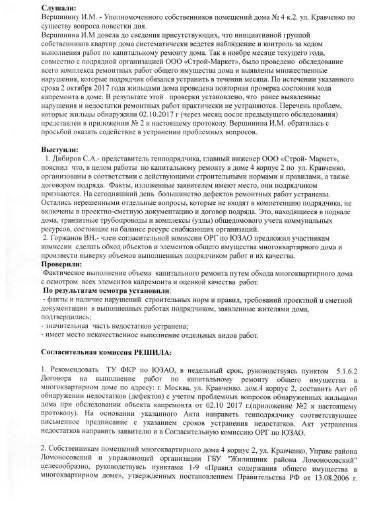 Слушали:
Вершинину И.М. - Уполномоченного собственников помещений дома № 4 к.2. ул. Кравченко по
существу вопроса повестки дня.
Вершинина И.М довела до сведения присутствующих, что инициативной группой
собственников квартир дома систематически ведется наблюдение и контроль за ходом
выполнения работ по капитальному ремонту дома. Так в ноябре месяце текущего года,
совместно с подрядной организацией ООО «Строй-Маркет», было проведено обследование
всего комплекса ремонтных работ общего имущества дома и выявлены множественные
нарушения, которые подрядчик обещал устранить в течении месяца. По истечении указанного
срока 2 октября 2017 года жильцами дома проведена повторная проверка состояния хода
капремонта в доме. В результате этой проверки установлено, что ранее выявленные
нарушения и недостатки ремонтных работ практически не устраняются. Перечень проблем,
которые жильцы обнаружили 02.10.2017 г (через месяц после предыдущего обследования)
представлен в приложении № 2 к настоящему протоколу. Вершинина И.М. обратилась с
просьбой оказать содействие в устранении проблемных вопросов.
Выступили:
1. Дибиров С.А.- представитель генподрядчика, главный инженер ООО «Строй- Маркет»,
пояснил что, в целом работы по капитальному ремонту в доме 4 корпус 2 по ул. Кравченко,
организованы в соответствии с действующими строительными нормами и правилами, а также
договором подряда. Факты, изложенные заявителем имеют место, они подрядчиком
признаются. На сегодняшний день большинство дефектов ремонтных работ устранены.
Остались нерешенными отдельные вопросы, которые не входят в компетенцию подрядчика, не
включены в проектно-сметную документацию и договор подряда. Это, находящиеся в подвале
дома, транзитные трубопроводы и комплексы (узлы) общедомового учета коммунальных
ресурсов, состоящие на балансе ресурс снабжающих организаций.
2. Горжанов ВН.- член согласительной комиссии ОРГ по ЮЗАО предложил участникам
комиссии сделать обход объектов и элементов общего имущества многоквартирного дома и
произвести выверку объемов выполненных подрядчиком работ и их качества.
Проверили:
Фактическое выполнение объема капитального ремонта путем обхода многоквартирного дома
с осмотром всех элементов капремонта и оценкой качества работ.
По результатам осмотра установили:
- факты и наличие нарушений строительных норм и правил, требований проектной и сметной
документации в выполненных работах подрядчиком, заявленные жителями дома,
подтвердились;
- значительная часть недостатков устранена;
- имеет место некачественное выполнение отдельных видов работ.
Согласительная комиссия РЕШИЛА:
1. Рекомендовать ТУ ФКР по ЮЗАО, в недельный срок, руководствуясь пунктом 5.1.6.2
Договора на выполнение работ по капитальному ремонту общего имущества в
многоквартирном доме по адресу: г. Москва, ул. Кравченко, дом.4 корпус 2, составить Акт об
обнаружении недостатков (дефектов) с учетом проблемных вопросов обнаруженных жильцами
дома при обследовании объекта капремонта от 02.10 2017 г.(приложение №2 к настоящему
протоколу). На основании указанного Акта направить генподрядчику соответствующее
письменное предписание с указанием сроков устранения недостатков. Акт устранения
недостатков направить заявителю и в Согласительную комиссию ОРГ по ЮЗАО.
2. Собственникам помещений многоквартирного дома 4 корпус 2, ул. Кравченко, Управе района
Ломоносовский и управляющей организации ГБУ "Жилищник района Ломоносовский"
целесообразно, руководствуясь пунктами 1-9 «Правил содержания общего имущества в
многоквартирном доме», утвержденных постановлением Правительства РФ от 13.08.2006 г.